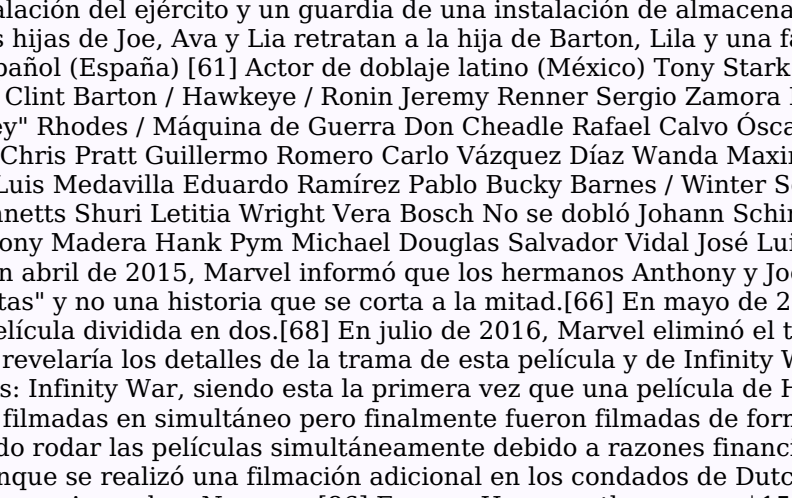 alación del ejército y un guardia de una instalación de almacena
s hijas de Joe, Ava y Lia retratan a la hija de Barton, Lila y una fa
pañol (España) [61] Actor de doblaje latino (México) Tony Stark
Clint Barton / Hawkeye / Ronin Jeremy Renner Sergio Zamora
ey" Rhodes / Máquina de Guerra Don Cheadle Rafael Calvo Ósca
Chris Pratt Guillermo Romero Carlo Vázquez Díaz Wanda Maxi
Luis Medavilla Eduardo Ramírez Pablo Bucky Barnes / Winter S
nnetts Shuri Letitia Wright Vera Bosch No se dobló Johann Schi
ony Madera Hank Pym Michael Douglas Salvador Vidal José Lui
n abril de 2015, Marvel informó que los hermanos Anthony y Jo
tas" y no una historia que se corta a la mitad.[66] En mayo de 2
elícula dividida en dos.[68] En julio de 2016, Marvel eliminó el t
revelaría los detalles de la trama de esta película y de Infinity W
s: Infinity War, siendo esta la primera vez que una película de H
filmadas en simultáneo pero finalmente fueron filmadas de for
do rodar las películas simultáneamente debido a razones financi
nque se realizó una filmación adicional en los condados de Dutc